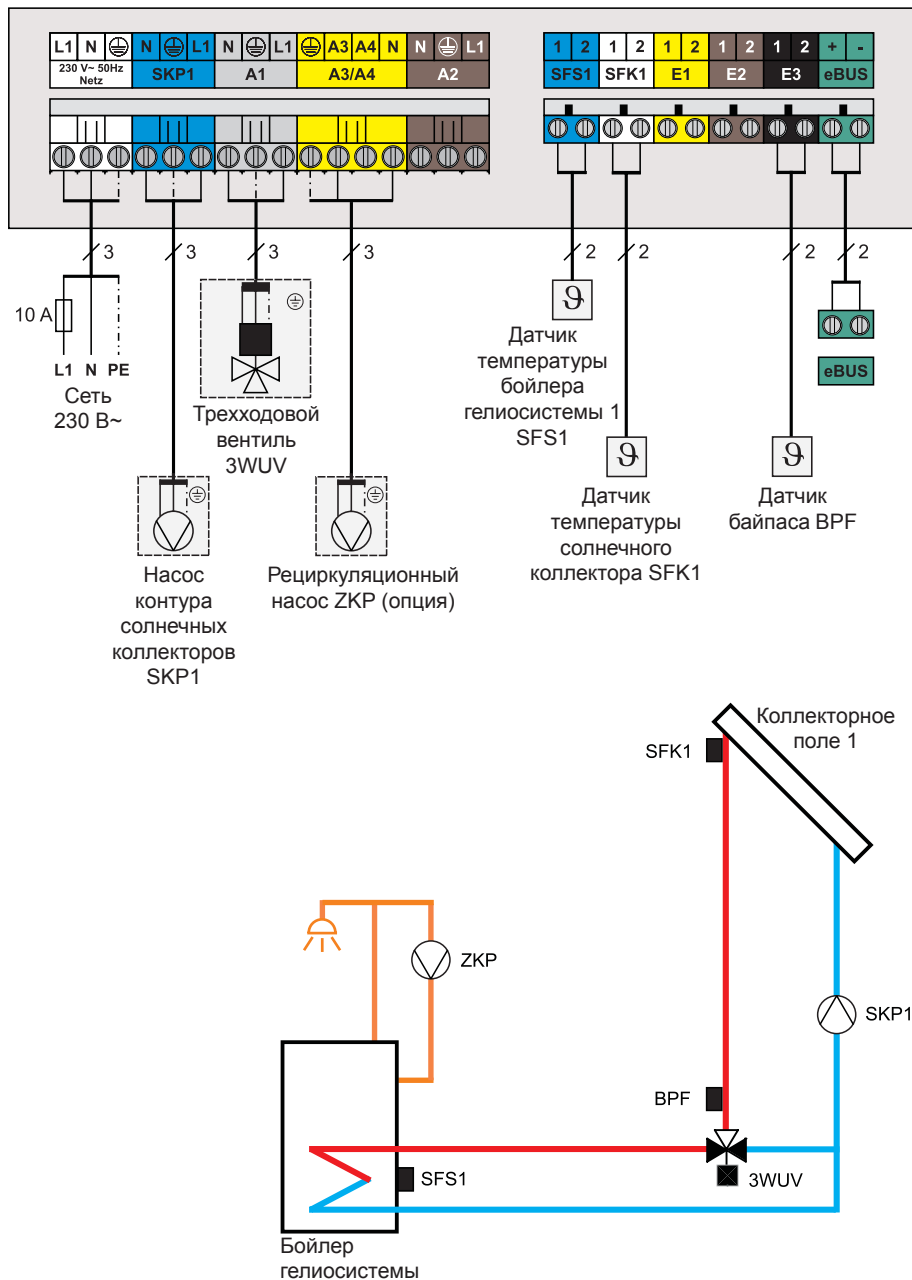 L1 N N L1 N L1 A3 A4 N N L1
230 V~ 50Hz
Netz
SKP1 A1 A3/A4 A2
1 2 1 2 1 2 1 2 1 2 + -
SFS1 SFK1 E1 E2 E3 eBUS
3 3 3 3 2 2 2 2
10 A
L1 N PE
Сеть
230 В~
Трехходовой
вентиль
3WUV
Насос
контура
солнечных
коллекторов
SKP1
Рециркуляционный
насос ZKP (опция)
Датчик
температуры
бойлера
гелиосистемы 1
SFS1
Датчик
температуры
солнечного
коллектора SFK1
Датчик
байпаса BPF
eBUS
Коллекторное
поле 1
SFK1
ZKP
SKP1
BPF
SFS1
3WUV
Бойлер
гелиосистемы